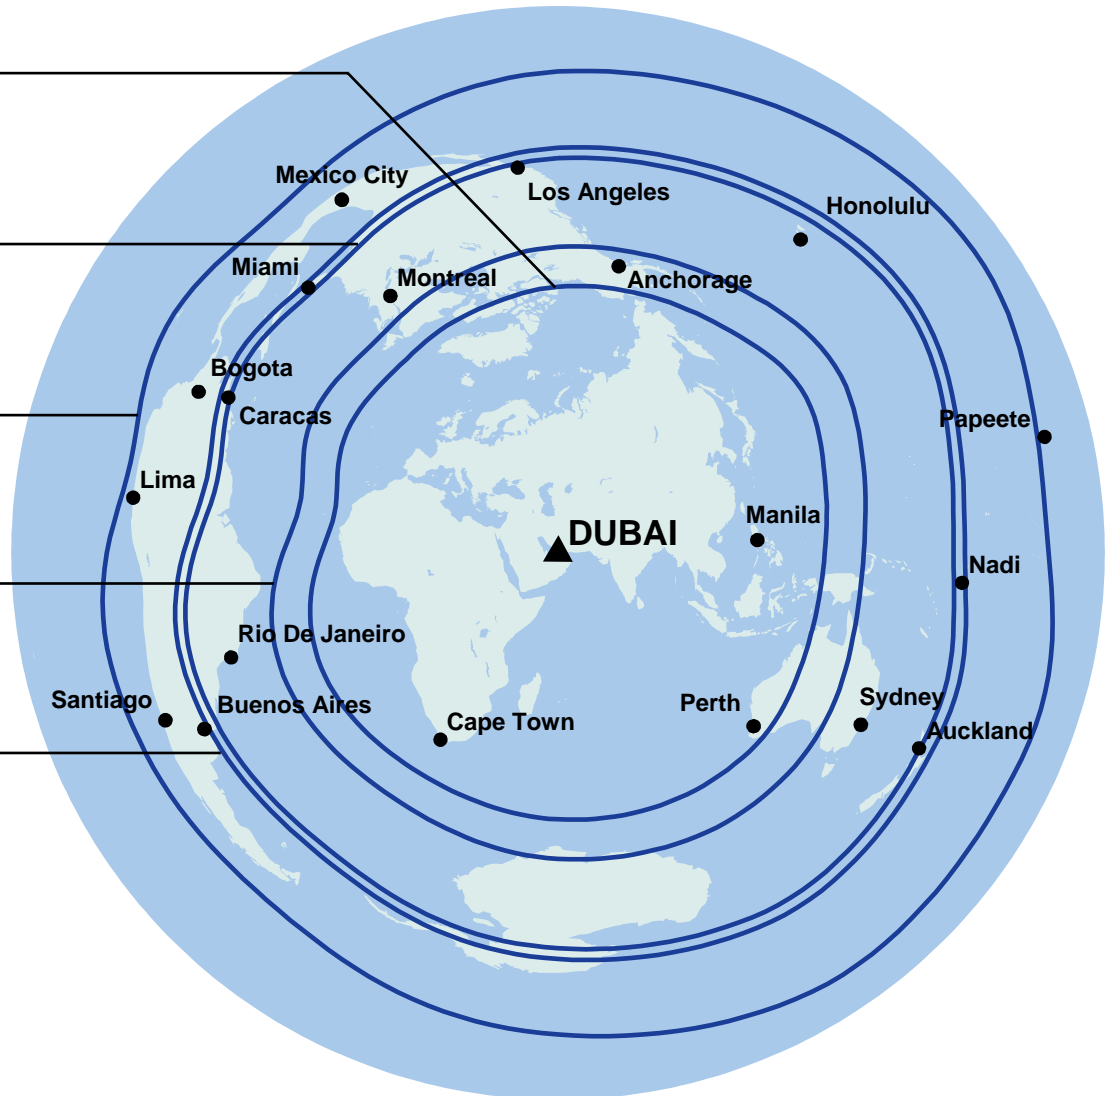 Mexico City
Los Angeles
Honolulu
Miami
Montreal
Anchorage
Bogota
Caracas
Papeete
Lima
Manila
DUBAI
Nadi
Rio De Janeiro
Santiago
Buenos Aires
Cape Town
Perth
Sydney
Auckland